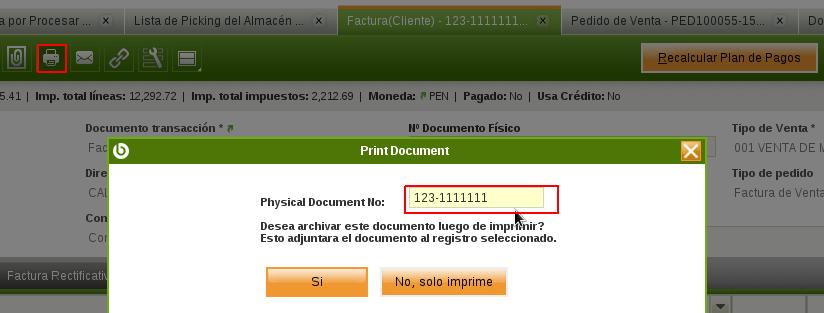 a por Procesar ... Lista de Picking del Almacén ... Factura(Cliente) - 123-1111111... Pedido de Venta - PED100055-15... Do
Recalcular Plan de Pagos
5.41 | Imp. total líneas: 12,292.72 | Imp. total impuestos: 2,212.69 | Moneda: PEN | Pagado: No | Usa Crédito: No
Documento transacción * Nº Documento Físico Tipo de Venta *
Fac 001 VENTA DE M
Print Document
Dire Tipo de pedido
CAL Factura de Venta
Physical Document No: 123-1111111
Con
Cor
Desea archivar este documento luego de imprimir?
Esto adjuntara el documento al registro seleccionado.
Factura Rectificativ
Si No, solo imprime